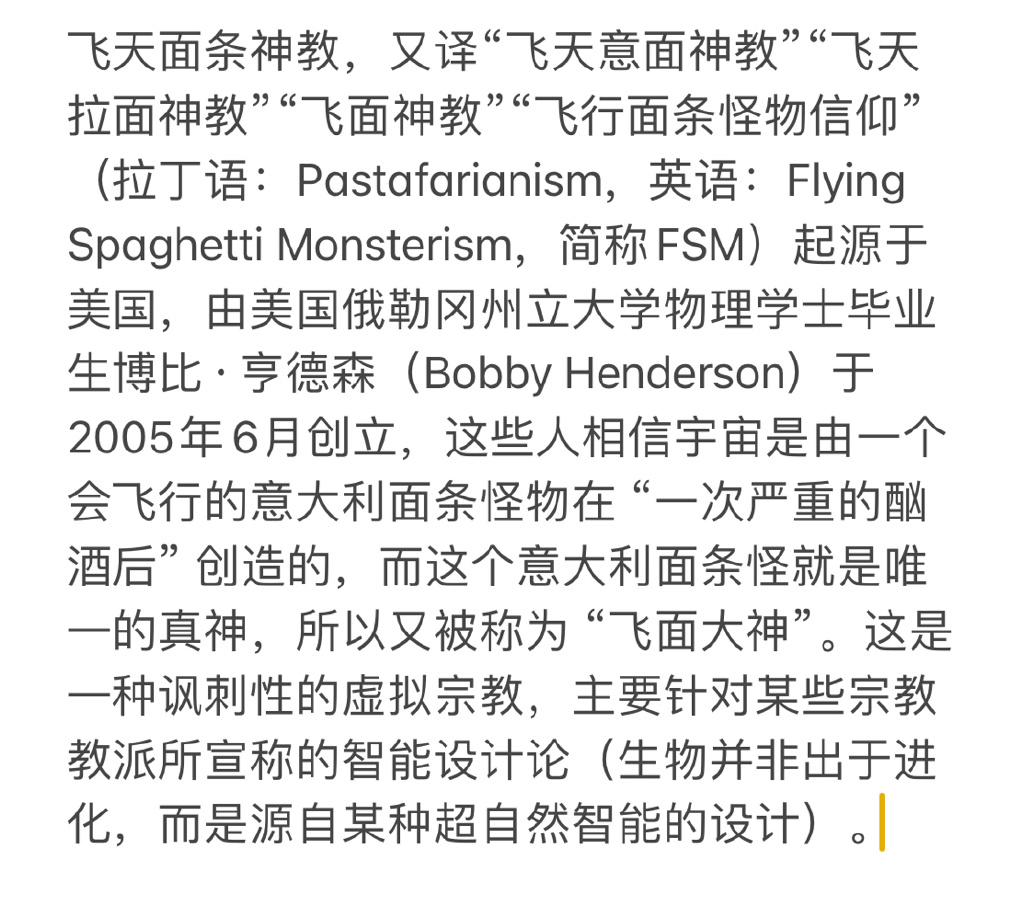 飞天面条神教，又译“飞天意面神教”“飞天
拉面神教”“飞面神教”“飞行面条怪物信仰”
（拉丁语：Pastafarianism，英语：Flying
Spaghetti Monsterism，简称FSM）起源于
美国，由美国俄勒冈州立大学物理学士毕业
生博比·亨德森（Bobby Henderson）于
2005年6月创立，这些人相信宇宙是由一个
会飞行的意大利面条怪物在 “一次严重的酗
酒后” 创造的，而这个意大利面条怪就是唯
一的真神，所以又被称为 “飞面大神”。这是
一种讽刺性的虚拟宗教，主要针对某些宗教
教派所宣称的智能设计论（生物并非出于进
化，而是源自某种超自然智能的设计）。